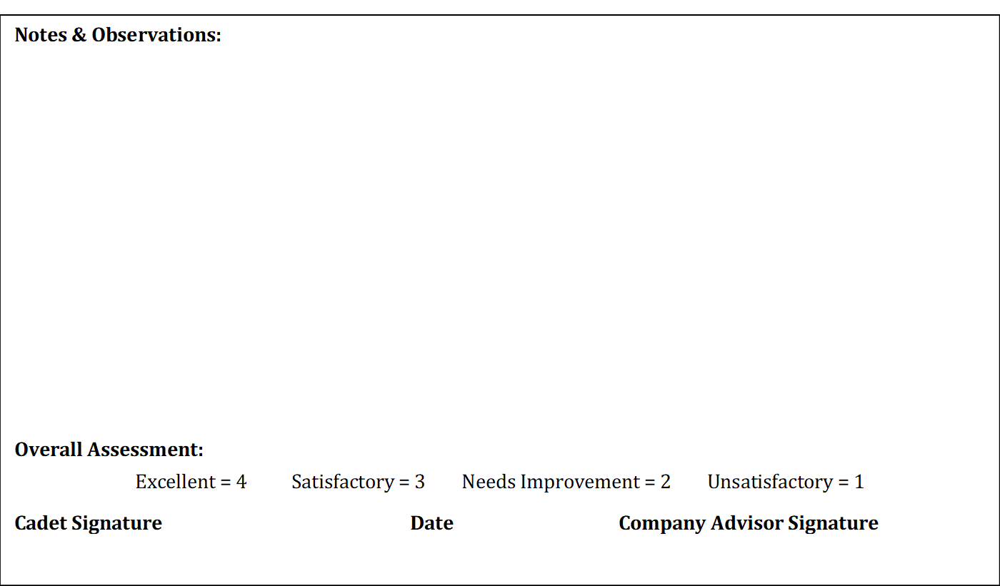 Notes & Observations:
Overall Assessment:
Excellent = 4 Satisfactory = 3 Needs Improvement = 2 Unsatisfactory = 1
Cadet Signature Date Company Advisor Signature